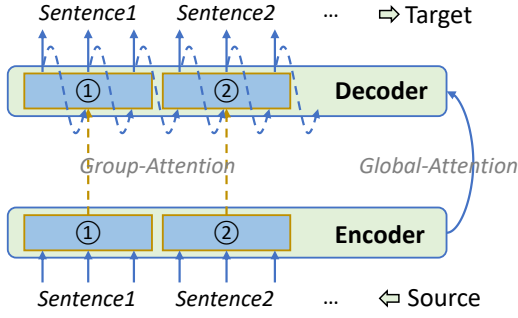 Sentence1 Sentence2 ... Target
① ② Decoder
Group-Attention Global-Attention
① ② Encoder
Sentence1 Sentence2 ... Source